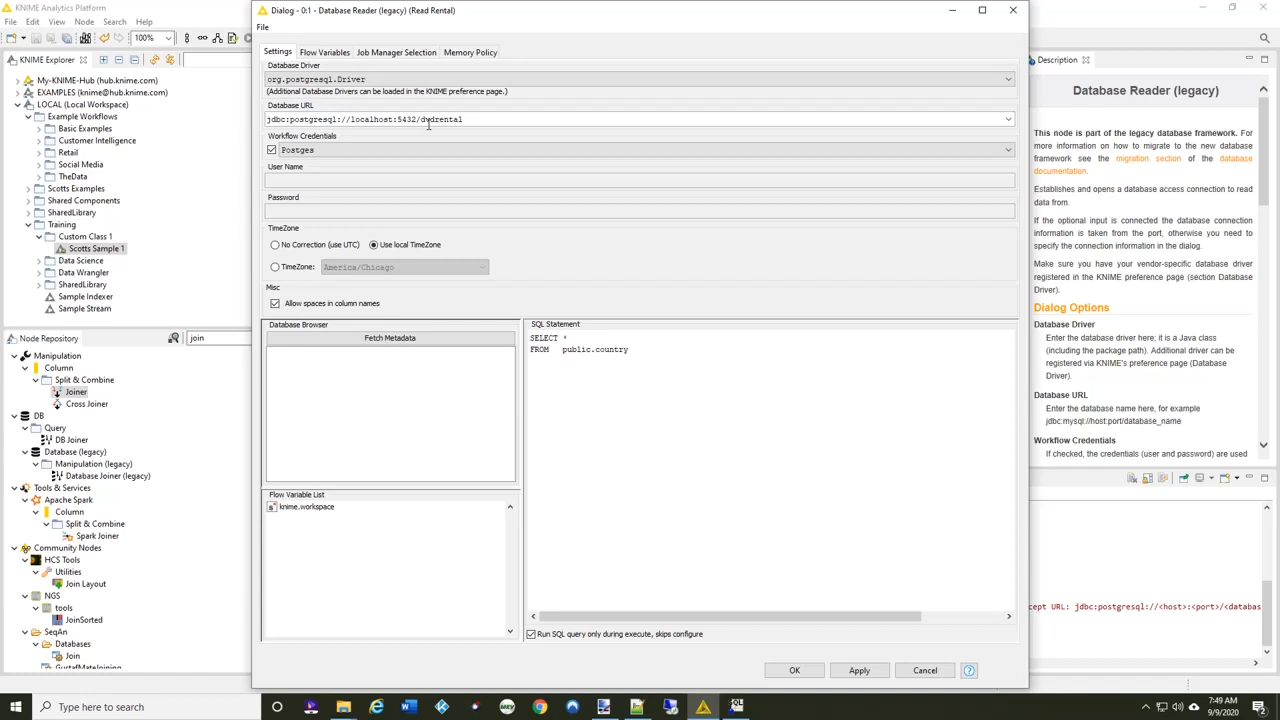 KNIME Analytics Platform
File Edit View Node Search Help
150%
KNIME Explorer
My-KNIME-Hub (hub.knime.com)
EXAMPLES (knime@hub.knime.com)
LOCAL (Local Workspace)
Example Workflows
Basic Examples
Customer Intelligence
Retail
Social Media
TheData
Scotts Examples
Shared Components
SharedLibrary
Training
Custom Class 1
Scotts Sample 1
Data Science
Data Wrangler
SharedLibrary
Sample Indexer
Sample Stream
Node Repository
join
Manipulation
Column
Split & Combine
Joiner
Cross Joiner
DB
Query
DB Joiner
Database (legacy)
Manipulation (legacy)
Database Joiner (legacy)
Tools & Services
Apache Spark
Column
Split & Combine
Spark Joiner
Community Nodes
HCS Tools
Utilities
Join Layout
NGS
tools
JoinSorted
SeqAn
Databases
Join
GustafMateJoining
Dialog - 0:1 - Database Reader (legacy) (Read Rental)
File
Settings Flow Variables Job Manager Selection Memory Policy
Database Driver
org.postgresql.Driver
(Additional Database Drivers can be loaded in the KNIME preference page.)
Database URL
jdbc:postgresql://localhost:5432/dvdrental
Workflow Credentials
Postges
User Name
Password
TimeZone
No Correction (use UTC) Use local TimeZone
TimeZone: America/Chicago
Misc
Allow spaces in column names
Database Browser
Fetch Metadata
Flow Variable List
knime.workspace
SQL Statement
SELECT *
FROM public.country
Run SQL query only during execute, skips configure
OK Apply Cancel
Description
Database Reader (legacy)
This node is part of the legacy database framework. For
more information on how to migrate to the new database
framework see the migration section of the database
documentation.
Establishes and opens a database access connection to read
data from.
If the optional input is connected the database connection
information is taken from the port, otherwise you need to
specify the connection information in the dialog.
Make sure you have your vendor-specific database driver
registered in the KNIME preference page (section Database
Driver).
Dialog Options
Database Driver
Enter the database driver here; it is a Java class
(including the package path). Additional driver can be
registered via KNIME's preference page (Database
Driver).
Database URL
Enter the database name here, for example
jdbc:mysql://host:port/database_name
Workflow Credentials
If checked, the credentials (user and password) are used
cept URL: jdbc:postgresql://<host>:<port>/<databas
Type here to search
7:49 AM
9/9/2020
2